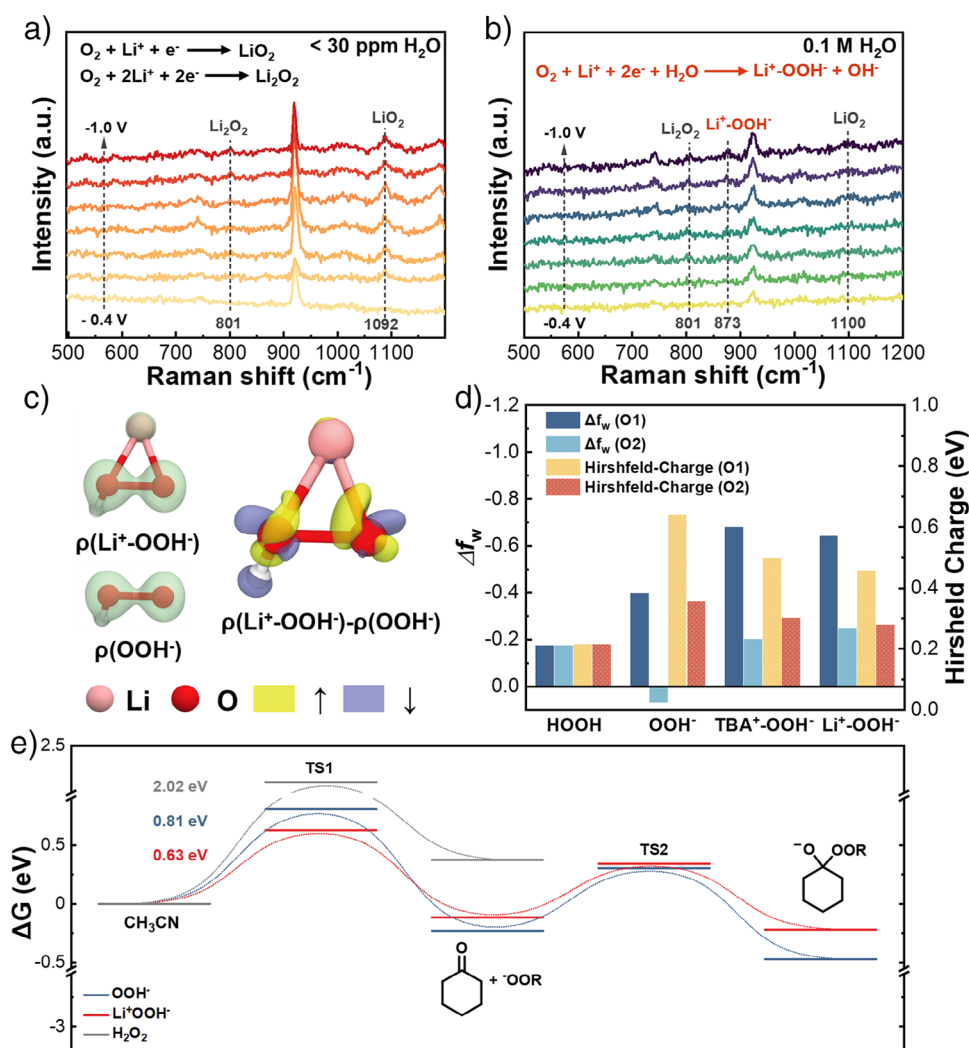 a)
< 30 ppm H₂O
O₂ + Li⁺ + e⁻ ⟶ LiO₂
O₂ + 2Li⁺ + 2e⁻ ⟶ Li₂O₂
-1.0 V
Li₂O₂
LiO₂
- 0.4 V
801
1092
500 600 700 800 900 1000 1100
Raman shift (cm⁻¹)
Intensity (a.u.)
b)
0.1 M H₂O
O₂ + Li⁺ + 2e⁻ + H₂O ⟶ Li⁺-OOH⁻ + OH⁻
-1.0 V
Li₂O₂
Li⁺-OOH⁻
LiO₂
-0.4 V
801
873
1100
500 600 700 800 900 1000 1100 1200
Raman shift (cm⁻¹)
Intensity (a.u.)
c)
ρ(Li⁺-OOH⁻)
ρ(OOH⁻)
ρ(Li⁺-OOH⁻)-ρ(OOH⁻)
Li O ↑ ↓
d)
Δf_w (O1)
Δf_w (O2)
Hirshfeld-Charge (O1)
Hirshfeld-Charge (O2)
-1.2
-1.0
-0.8
-0.6
-0.4
-0.2
0.0
Δf_w
1.0
0.8
0.6
0.4
0.2
0.0
Hirsheld Charge (eV)
HOOH OOH⁻ TBA⁺-OOH⁻ Li⁺-OOH⁻
e)
2.5
0.5
0
-0.5
-3
ΔG (eV)
2.02 eV
0.81 eV
0.63 eV
TS1
TS2
CH₃CN
O
+ ⁻OOR
⁻O OOR
OOH⁻
Li⁺OOH⁻
H₂O₂